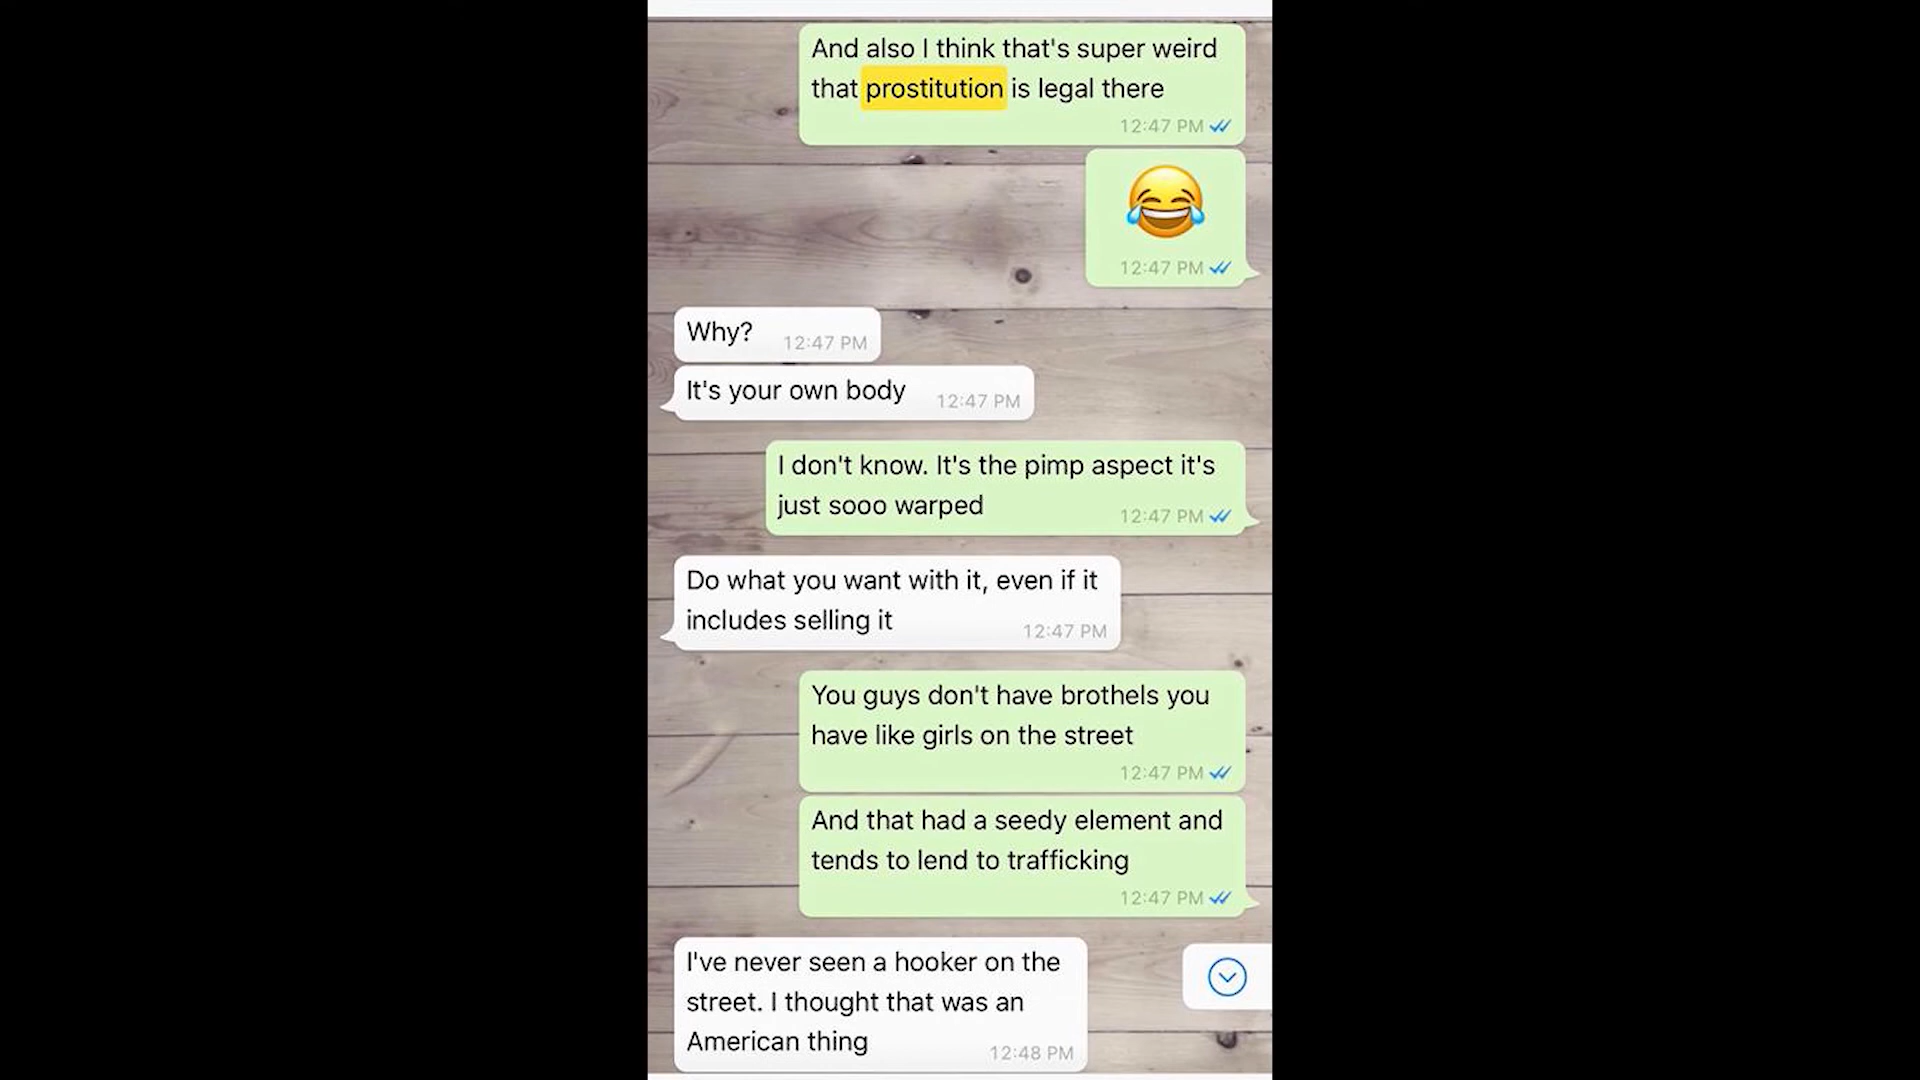 And also I think that's super weird
that prostitution is legal there
12:47 PM
😂
12:47 PM
Why?
12:47 PM
It's your own body
12:47 PM
I don't know. It's the pimp aspect it's
just sooo warped
12:47 PM
Do what you want with it, even if it
includes selling it
12:47 PM
You guys don't have brothels you
have like girls on the street
12:47 PM
And that had a seedy element and
tends to lend to trafficking
12:47 PM
I've never seen a hooker on the
street. I thought that was an
American thing
12:48 PM